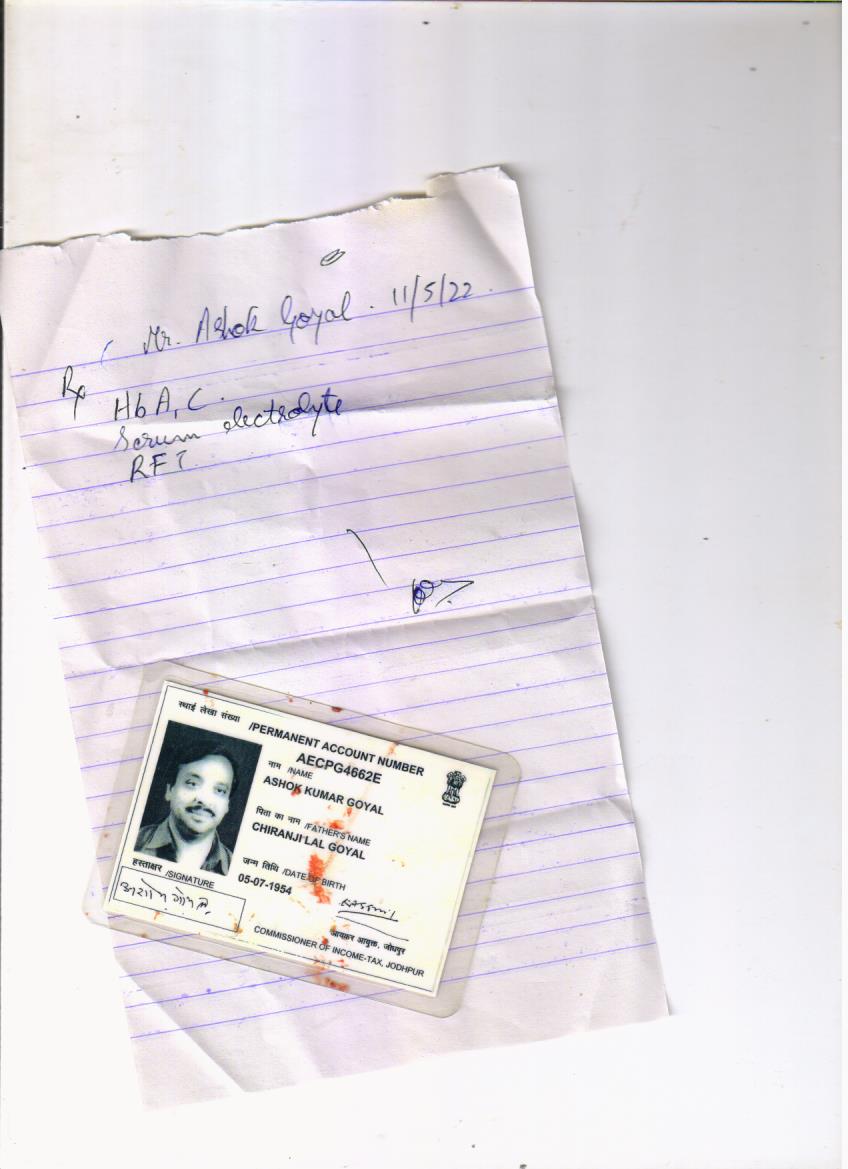 Mr. Ashok Goyal. 11/5/22.
Rx
HbA1C.
Serum electrolyte
RFT
स्थाई लेखा संख्या /PERMANENT ACCOUNT NUMBER
AECPG4662E
नाम /NAME
ASHOK KUMAR GOYAL
पिता का नाम /FATHER'S NAME
CHIRANJI LAL GOYAL
जन्म तिथि /DATE OF BIRTH
05-07-1954
हस्ताक्षर /SIGNATURE
अशोक गोयल
आयकर आयुक्त, जोधपुर
COMMISSIONER OF INCOME-TAX, JODHPUR